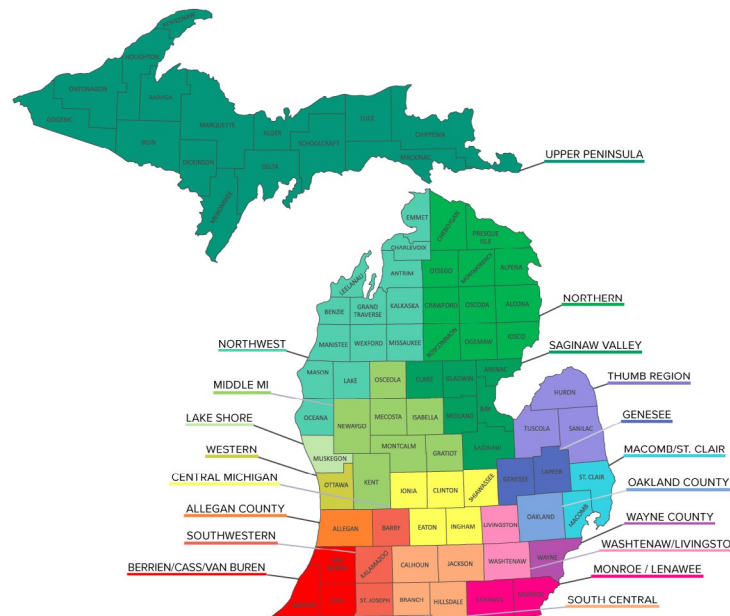 KEWEENAW
HOUGHTON
ONTONAGON
BARAGA
GOGEBIC
MARQUETTE
LUCE
ALGER
CHIPPEWA
IRON
SCHOOLCRAFT
MACKINAC
DICKINSON
DELTA
UPPER PENINSULA
MENOMINEE
EMMET
CHEBOYGAN
PRESQUE
ISLE
CHARLEVOIX
LEELANAU
ANTRIM
OTSEGO
MONTMORENCY
ALPENA
BENZIE
GRAND
TRAVERSE
KALKASKA
CRAWFORD
OSCODA
ALCONA
NORTHERN
MANISTEE
WEXFORD
MISSAUKEE
ROSCOMMON
OGEMAW
IOSCO
NORTHWEST
SAGINAW VALLEY
MASON
LAKE
OSCEOLA
CLARE
GLADWIN
ARENAC
THUMB REGION
MIDDLE MI
HURON
OCEANA
NEWAYGO
MECOSTA
ISABELLA
MIDLAND
BAY
GENESEE
LAKE SHORE
TUSCOLA
SANILAC
MUSKEGON
MONTCALM
GRATIOT
SAGINAW
MACOMB/ST. CLAIR
WESTERN
CENTRAL MICHIGAN
OTTAWA
KENT
IONIA
CLINTON
SHIAWASSEE
GENESEE
LAPEER
ST. CLAIR
OAKLAND COUNTY
ALLEGAN COUNTY
ALLEGAN
BARRY
EATON
INGHAM
LIVINGSTON
OAKLAND
MACOMB
WAYNE COUNTY
SOUTHWESTERN
WASHTENAW/LIVINGSTO
BERRIEN/CASS/VAN BUREN
KALAMAZOO
CALHOUN
JACKSON
WASHTENAW
WAYNE
MONROE / LENAWEE
ST. JOSEPH
BRANCH
HILLSDALE
LENAWEE
MONROE
SOUTH CENTRAL